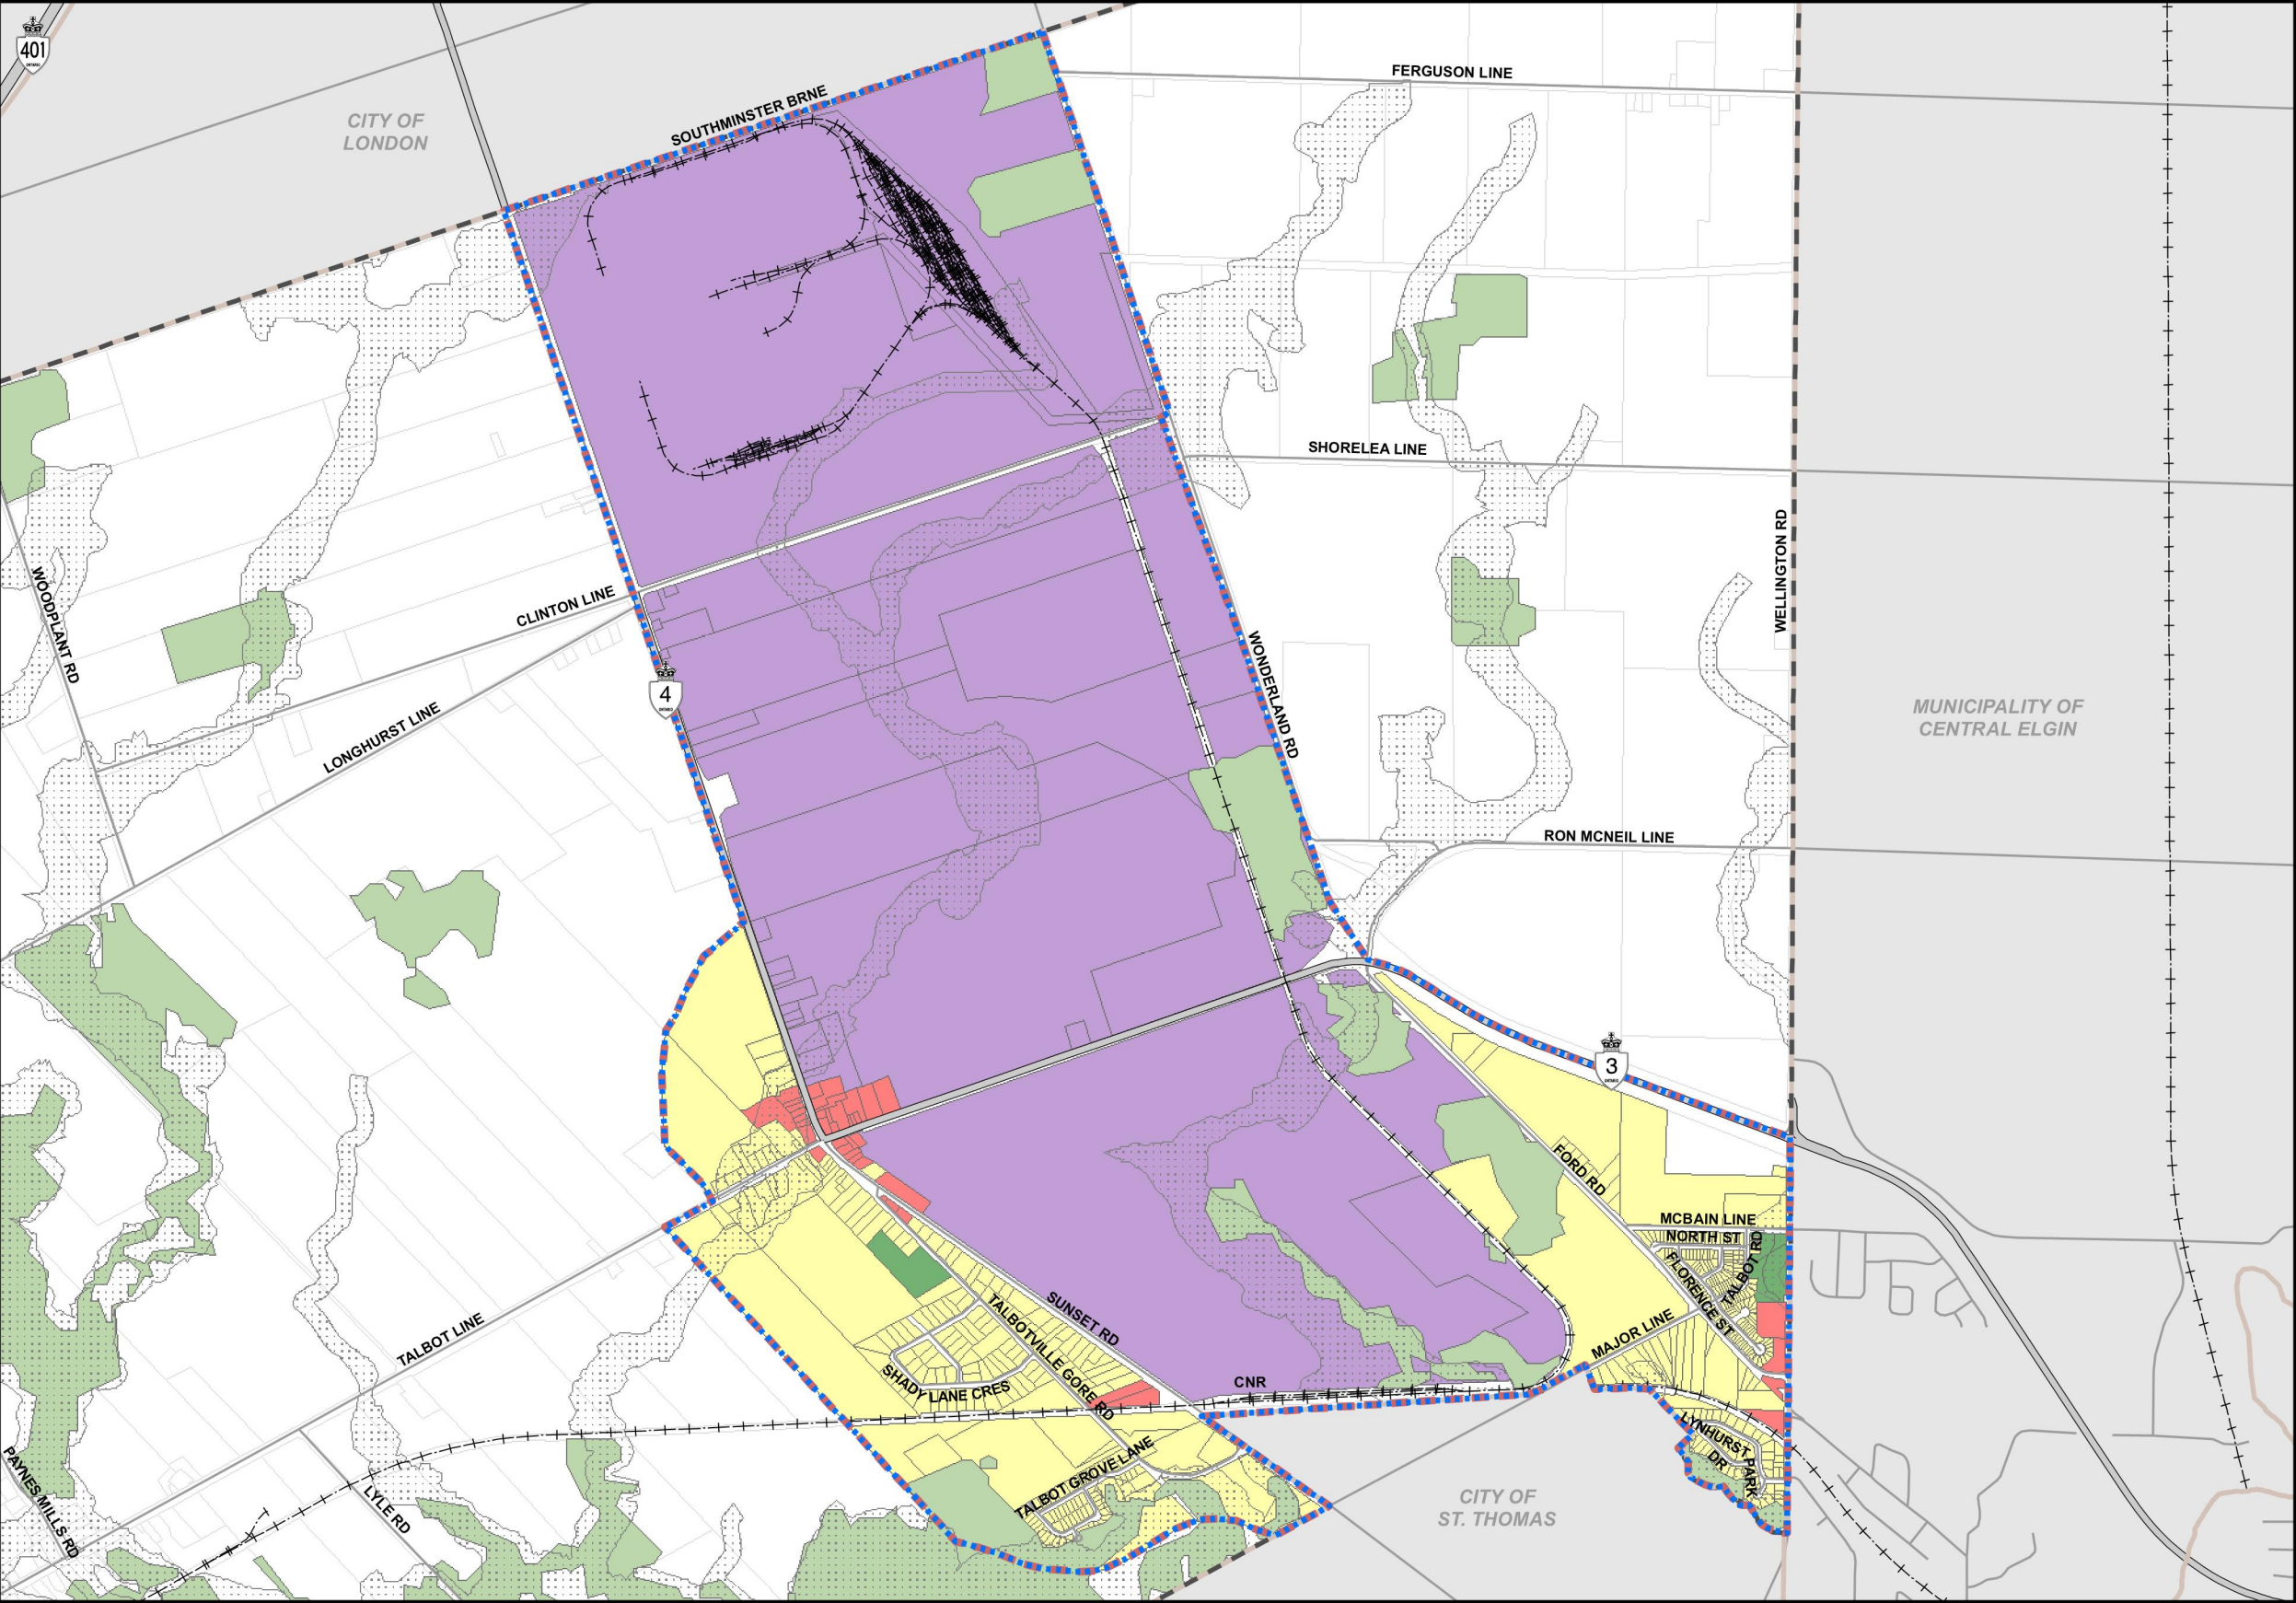 401
ONTARIO
FERGUSON LINE
SOUTHMINSTER BRNE
CITY OF
LONDON
SHORELEA LINE
WELLINGTON RD
WOODPLANT RD
CLINTON LINE
WONDERLAND RD
4
ONTARIO
LONGHURST LINE
MUNICIPALITY OF
CENTRAL ELGIN
RON MCNEIL LINE
3
ONTARIO
FORD RD
MCBAIN LINE
NORTH ST
TALBOT RD
FLORENCE ST
SUNSET RD
TALBOT LINE
MAJOR LINE
TALBOTVILLE GORE RD
SHADY LANE CRES
CNR
LYNHURST
DR
PARK
TALBOT GROVE LANE
PAYNES MILLS RD
LYLE RD
CITY OF
ST. THOMAS